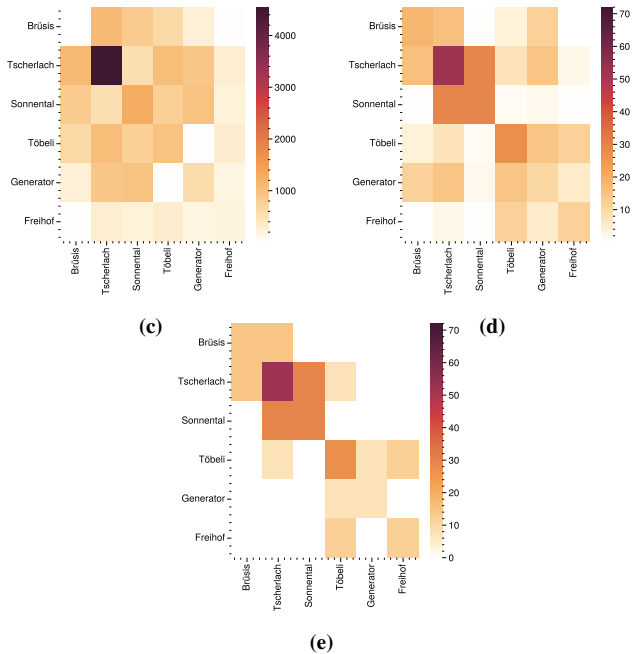 Brüsis
Tscherlach
Sonnental
Töbeli
Generator
Freihof
Brüsis
Tscherlach
Sonnental
Töbeli
Generator
Freihof
4000
3000
2000
1000
(c)
Brüsis
Tscherlach
Sonnental
Töbeli
Generator
Freihof
Brüsis
Tscherlach
Sonnental
Töbeli
Generator
Freihof
70
60
50
40
30
20
10
(d)
Brüsis
Tscherlach
Sonnental
Töbeli
Generator
Freihof
Brüsis
Tscherlach
Sonnental
Töbeli
Generator
Freihof
70
60
50
40
30
20
10
0
(e)